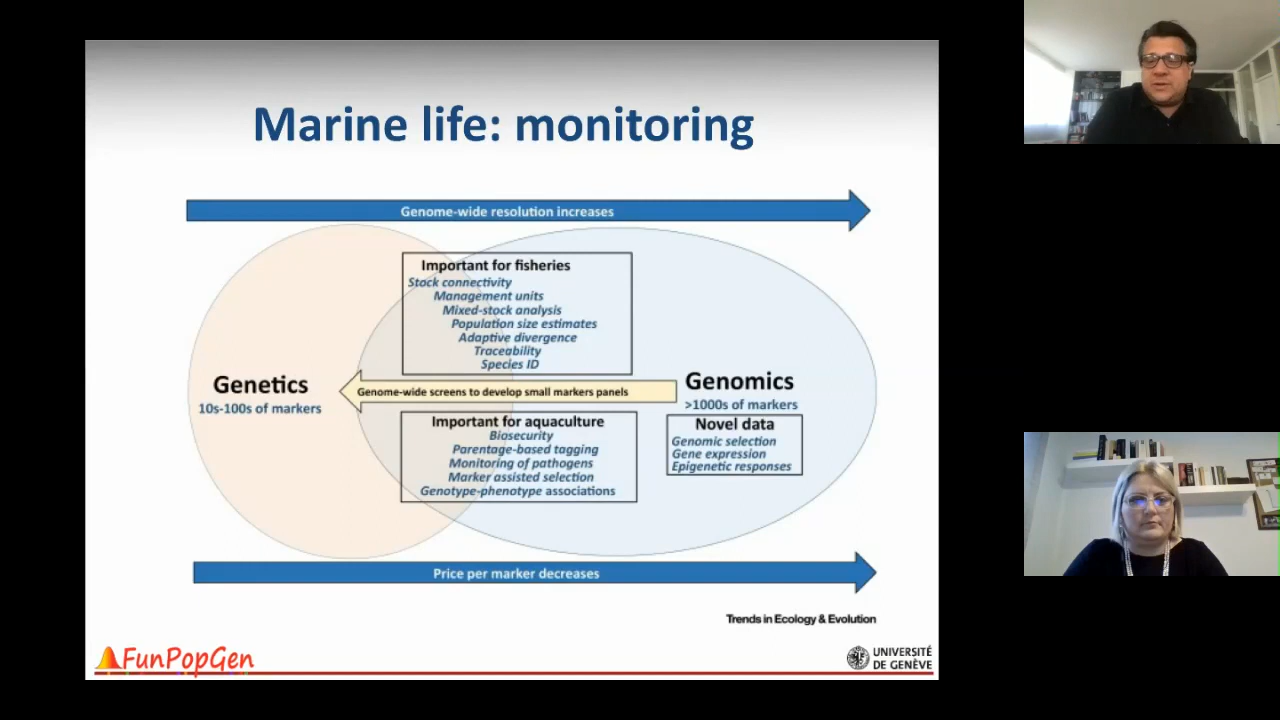 Marine life: monitoring
Genome-wide resolution increases
Important for fisheries
Stock connectivity
Management units
Mixed-stock analysis
Population size estimates
Adaptive divergence
Traceability
Species ID
Genetics
10s-100s of markers
Genome-wide screens to develop small markers panels
Genomics
>1000s of markers
Important for aquaculture
Biosecurity
Parentage-based tagging
Monitoring of pathogens
Marker assisted selection
Genotype-phenotype associations
Novel data
Genomic selection
Gene expression
Epigenetic responses
Price per marker decreases
Trends in Ecology & Evolution
FunPopGen
UNIVERSITÉ
DE GENÈVE